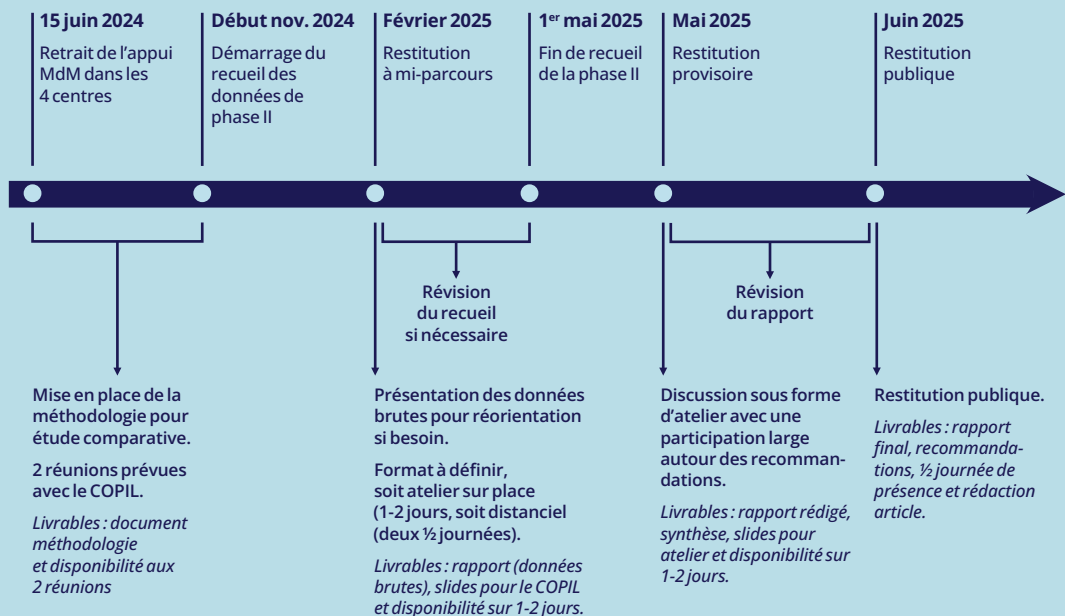 15 juin 2024
Retrait de l’appui
MdM dans les
4 centres
Début nov. 2024
Démarrage du
recueil des
données de
phase II
Février 2025
Restitution
à mi-parcours
1er mai 2025
Fin de recueil
de la phase II
Mai 2025
Restitution
provisoire
Juin 2025
Restitution
publique
Révision
du recueil
si nécessaire
Révision
du rapport
Mise en place de la
méthodologie pour
étude comparative.
2 réunions prévues
avec le COPIL.
Livrables : document
méthodologie
et disponibilité aux
2 réunions
Présentation des données
brutes pour réorientation
si besoin.
Format à définir,
soit atelier sur place
(1-2 jours, soit distanciel
(deux ½ journées).
Livrables : rapport (données
brutes), slides pour le COPIL
et disponibilité sur 1-2 jours.
Discussion sous forme
d’atelier avec une
participation large
autour des recomman-
dations.
Livrables : rapport rédigé,
synthèse, slides pour
atelier et disponibilité sur
1-2 jours.
Restitution publique.
Livrables : rapport
final, recommanda-
tions, ½ journée de
présence et rédaction
article.